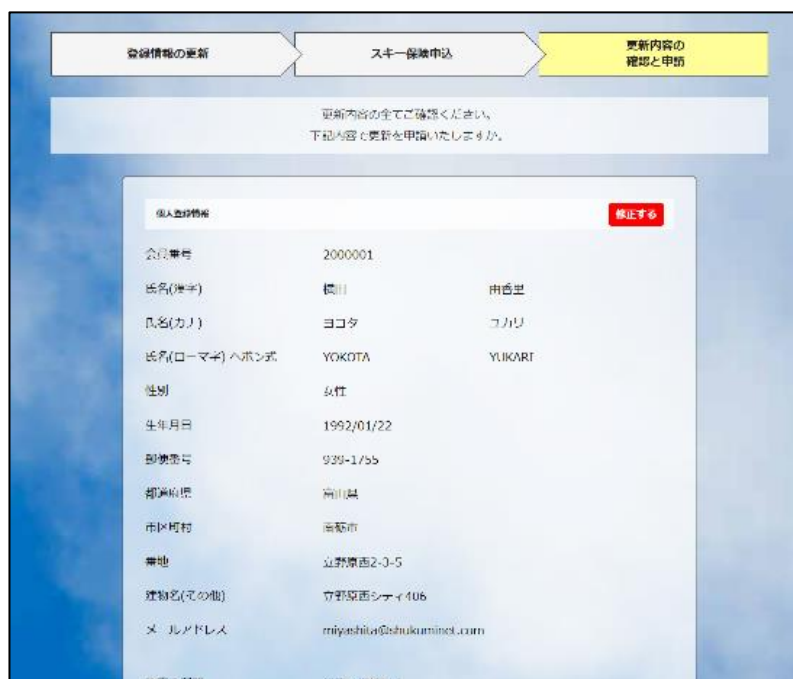 登録情報の更新
スキー保険申込
更新内容の
確認と申請
更新内容の全てご確認ください。
下記内容で更新を申請いたしますか。
個人登録情報
修正する
会員番号 2000001
氏名(漢字) 横田 由香里
氏名(カナ) ヨコタ ユカリ
氏名(ローマ字) ヘボン式 YOKOTA YUKARI
性別 女性
生年月日 1992/01/22
郵便番号 939-1755
都道府県 富山県
市区町村 南砺市
番地 立野原西2-3-5
建物名(その他) 立野原西シティ406
メールアドレス miyashita@shukuminet.com